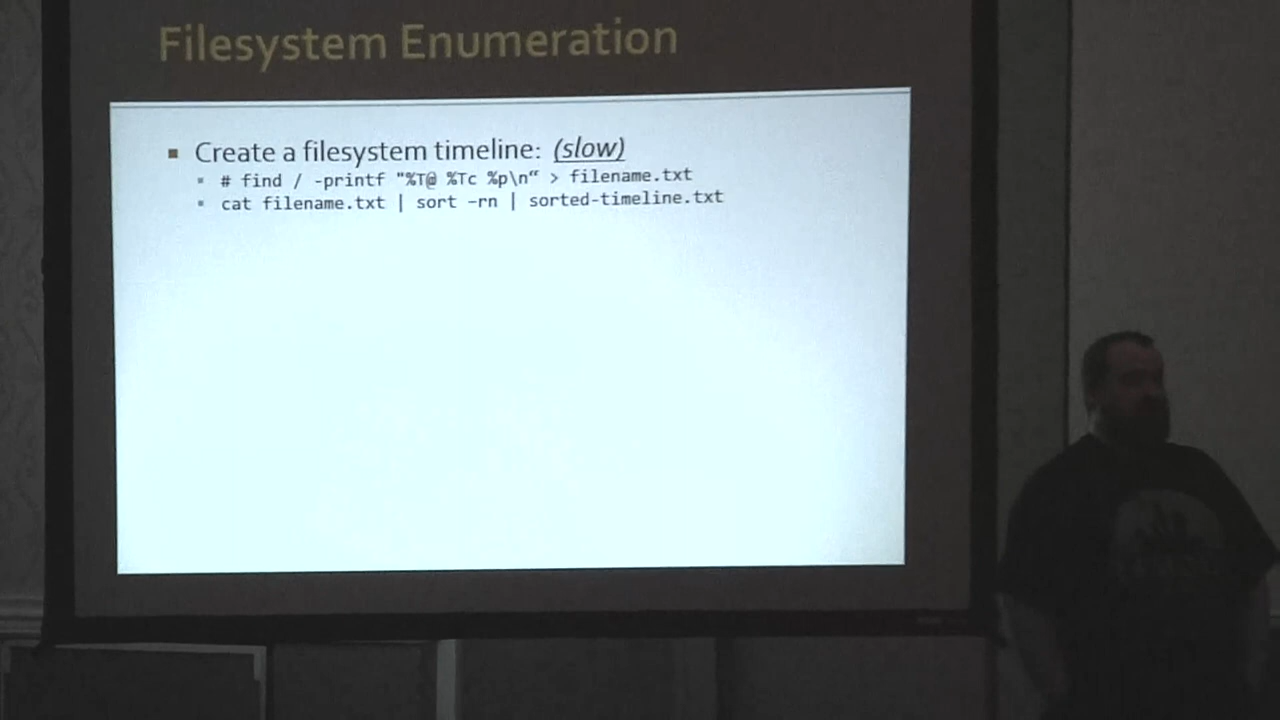 Filesystem Enumeration
▪ Create a filesystem timeline: (slow)
▪ # find / -printf "%T@ %Tc %p\n“ > filename.txt
▪ cat filename.txt | sort –rn | sorted-timeline.txt